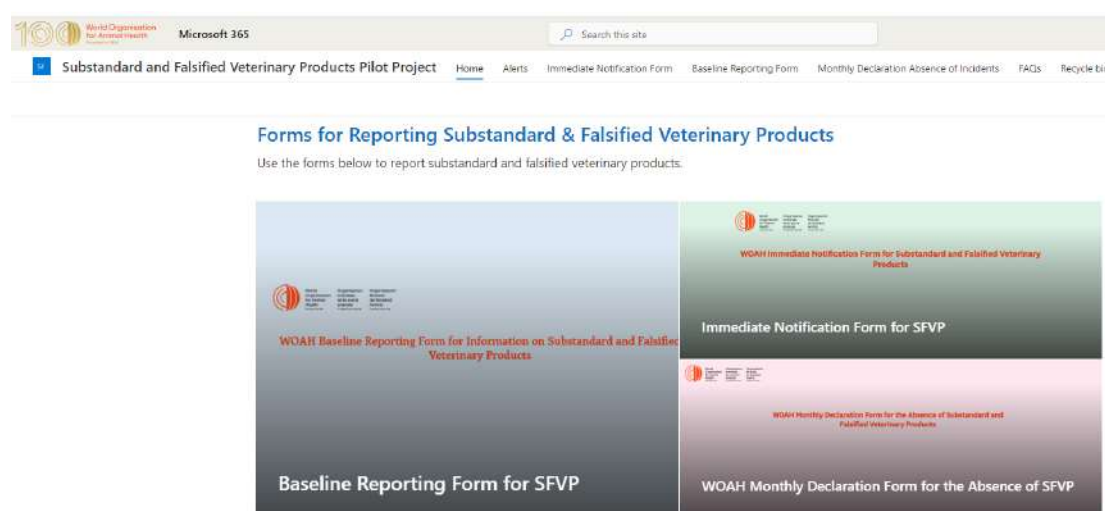 100
World Organisation
for Animal Health
Microsoft 365
Search this site
Substandard and Falsified Veterinary Products Pilot Project
Home
Alerts
Immediate Notification Form
Baseline Reporting Form
Monthly Declaration Absence of Incidents
FAQs
Recycle bi
Forms for Reporting Substandard & Falsified Veterinary Products
Use the forms below to report substandard and falsified veterinary products.
WOAH Baseline Reporting Form for Information on Substandard and Falsified
Veterinary Products
Baseline Reporting Form for SFVP
WOAH Immediate Notification Form for Substandard and Falsified Veterinary
Products
Immediate Notification Form for SFVP
WOAH Monthly Declaration Form for the Absence of Substandard and
Falsified Veterinary Products
WOAH Monthly Declaration Form for the Absence of SFVP